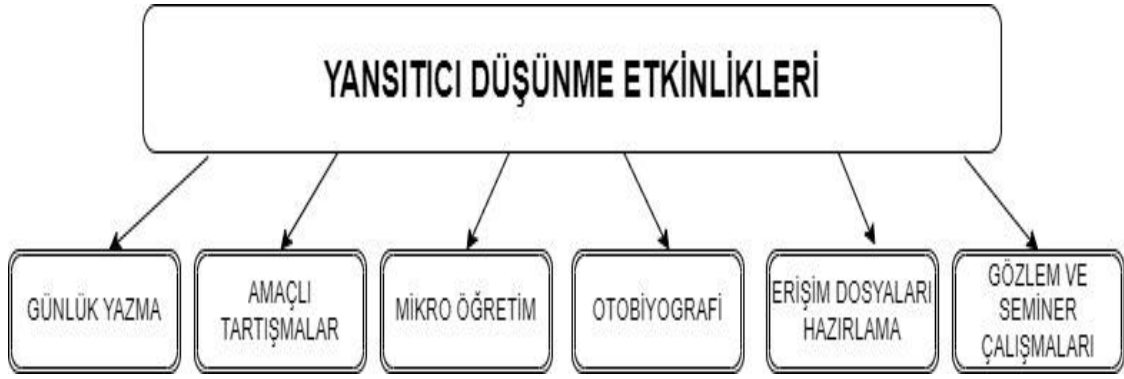 YANSITICI DÜŞÜNME ETKİNLİKLERİ
GÜNLÜK YAZMA
AMAÇLI
TARTIŞMALAR
MİKRO ÖĞRETİM
OTOBİYOGRAFİ
ERİŞİM DOSYALARI
HAZIRLAMA
GÖZLEM VE
SEMİNER
ÇALIŞMALARI